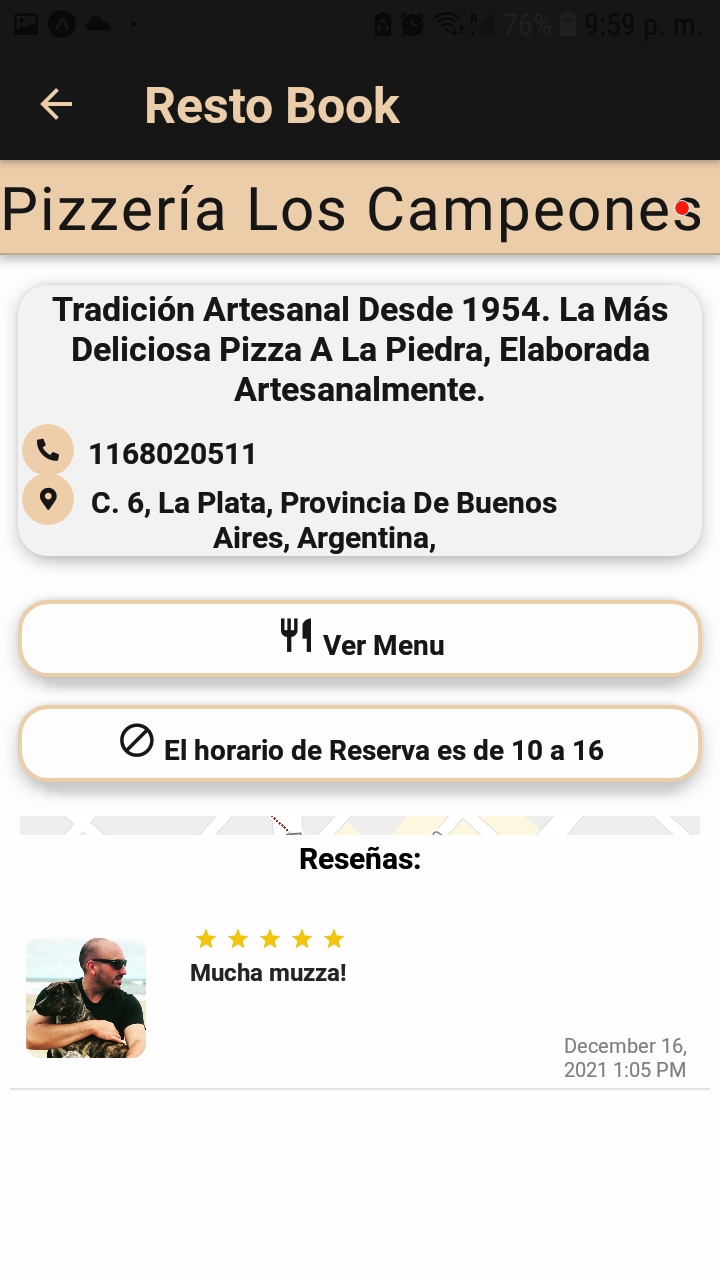 76% 9:59 p. m.
Resto Book
Pizzería Los Campeones
Tradición Artesanal Desde 1954. La Más
Deliciosa Pizza A La Piedra, Elaborada
Artesanalmente.
1168020511
C. 6, La Plata, Provincia De Buenos
Aires, Argentina,
Ver Menu
El horario de Reserva es de 10 a 16
Reseñas:
Mucha muzza!
December 16,
2021 1:05 PM